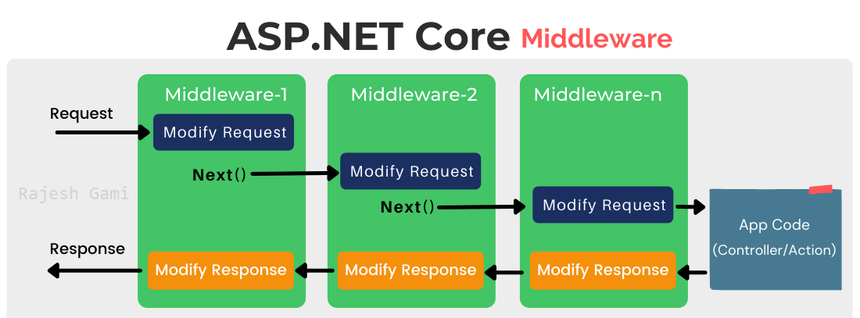 ASP.NET Core Middleware
Middleware-1
Middleware-2
Middleware-n
Request
Modify Request
Next()
Modify Request
Rajesh Gami
Next()
Modify Request
App Code
(Controller/Action)
Response
Modify Response
Modify Response
Modify Response